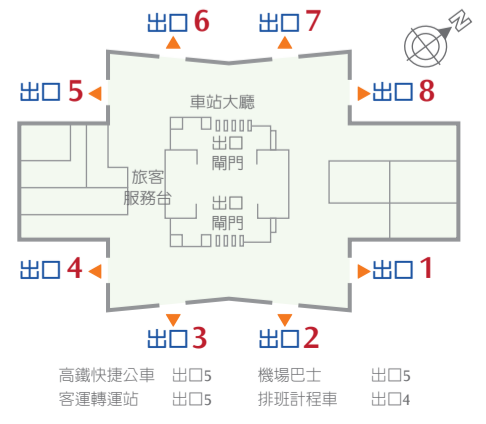 出口 6
出口 7
N
出口 5
出口 8
車站大廳
出口
閘門
旅客
服務台
出口
閘門
出口 4
出口 1
出口 3
出口 2
高鐵快捷公車 出口5
機場巴士 出口5
客運轉運站 出口5
排班計程車 出口4